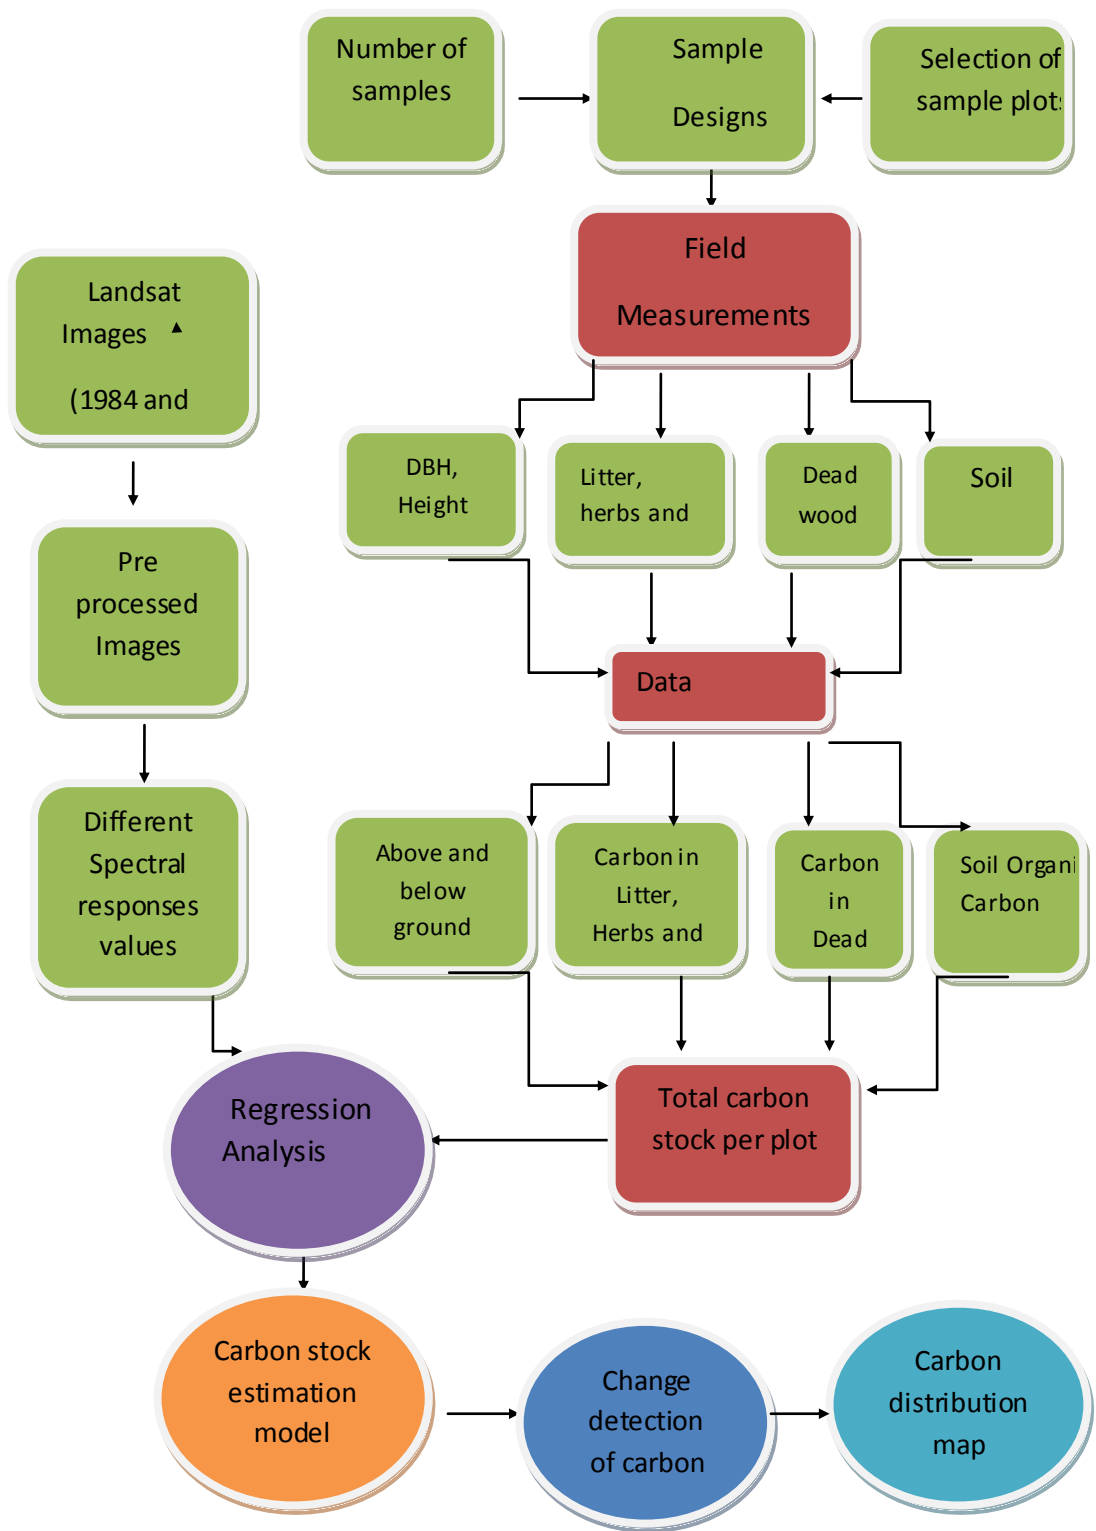 Number of
samples
Sample
Designs
Selection of
sample plots
Field
Measurements
Landsat
Images
(1984 and
DBH,
Height
Litter,
herbs and
Dead
wood
Soil
Pre
processed
Images
Data
Different
Spectral
responses
values
Above and
below
ground
Carbon in
Litter,
Herbs and
Carbon
in
Dead
Soil Organi
Carbon
Regression
Analysis
Total carbon
stock per plot
Carbon stock
estimation
model
Change
detection
of carbon
Carbon
distribution
map